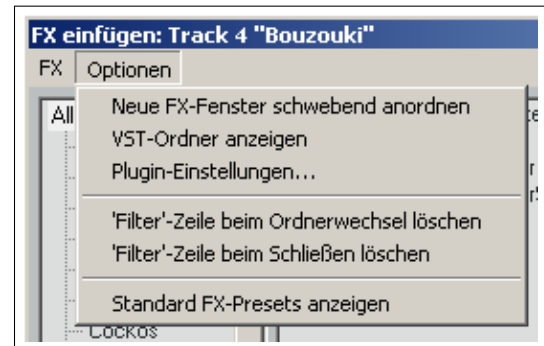 FX einfügen: Track 4 "Bouzouki"
FX Optionen
All
Neue FX-Fenster schwebend anordnen
VST-Ordner anzeigen
Plugin-Einstellungen...
'Filter'-Zeile beim Ordnerwechsel löschen
'Filter'-Zeile beim Schließen löschen
Standard FX-Presets anzeigen
Cockos